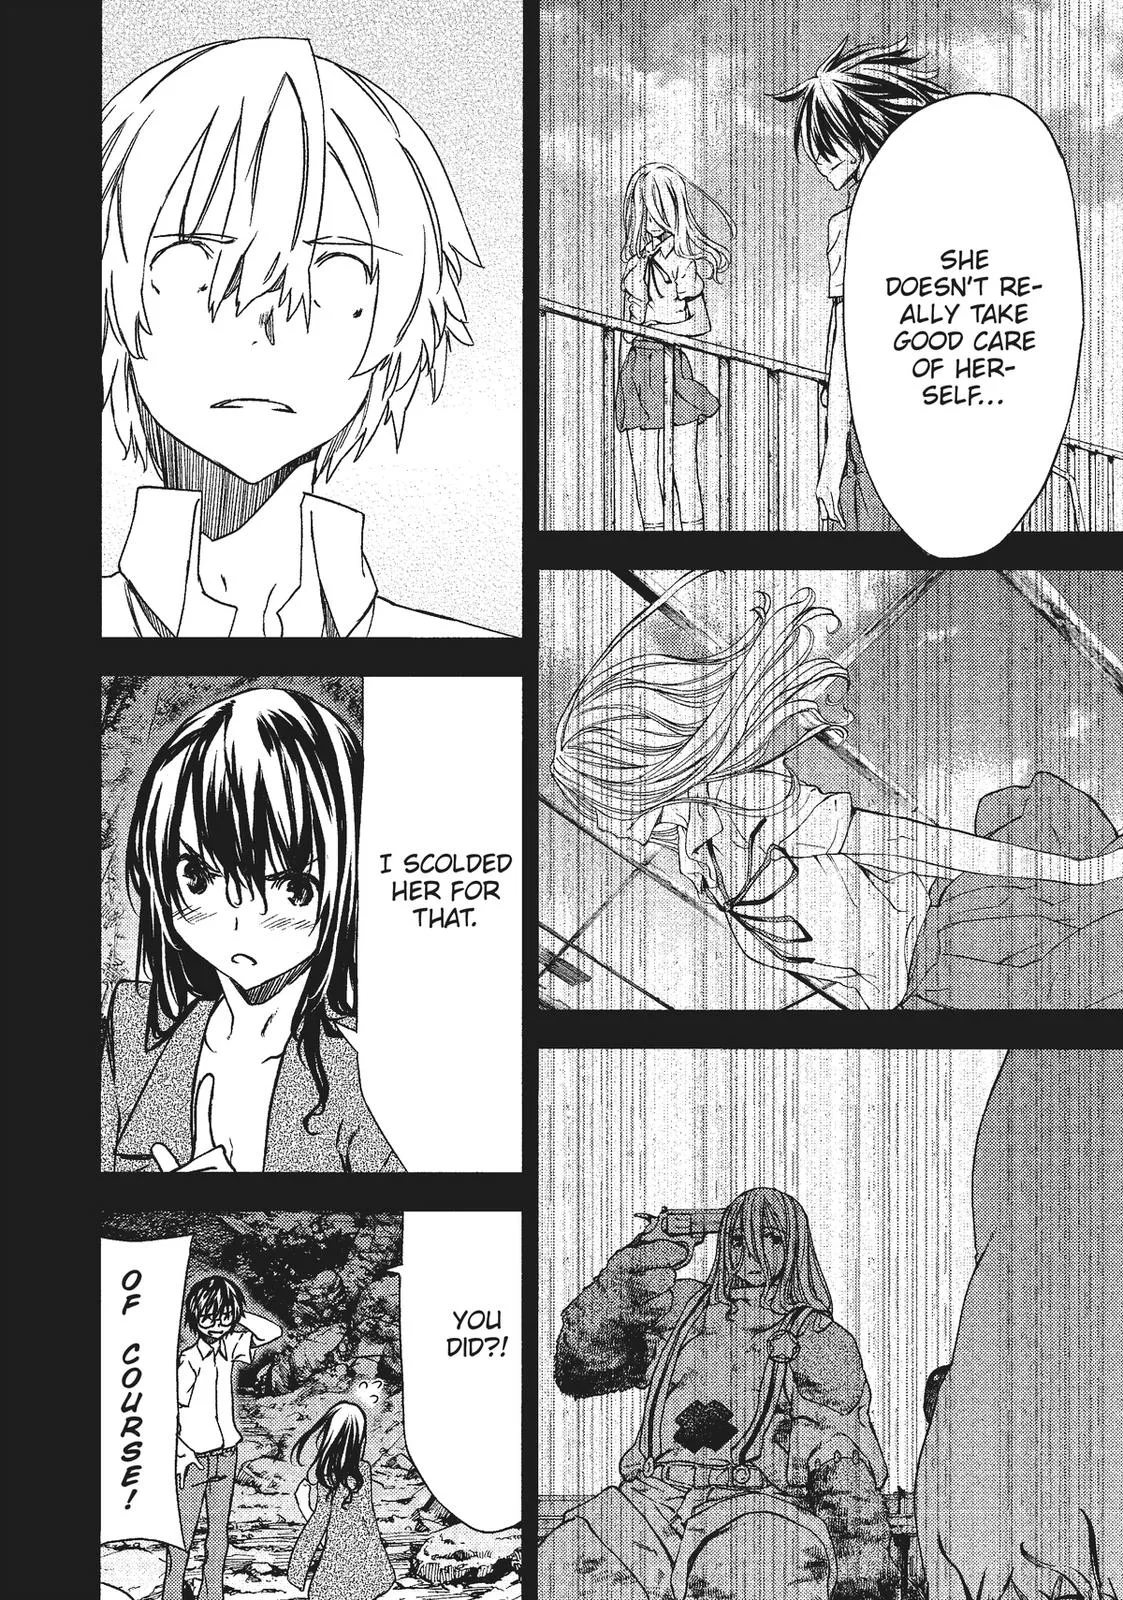 SHE
DOESN'T RE-
ALLY TAKE
GOOD CARE
OF HER-
SELF...
I SCOLDED
HER FOR
THAT.
YOU
DID?!
OF COURSE!